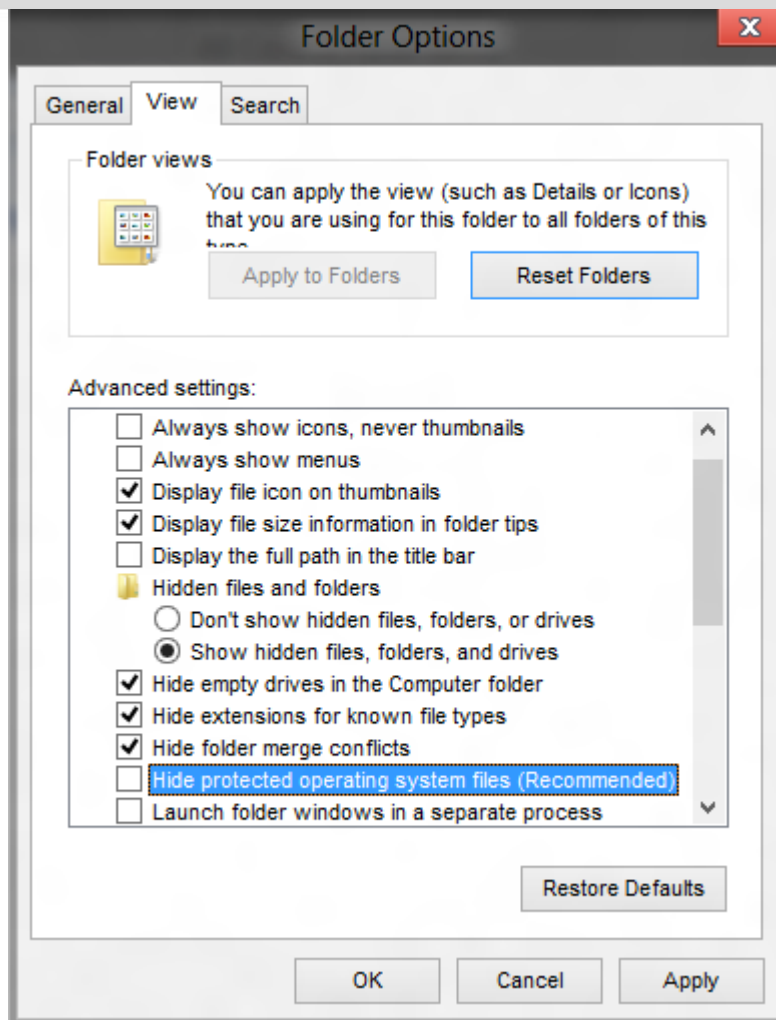 Folder Options
General View Search
Folder views
You can apply the view (such as Details or Icons)
that you are using for this folder to all folders of this
type.
Apply to Folders Reset Folders
Advanced settings:
Always show icons, never thumbnails
Always show menus
Display file icon on thumbnails
Display file size information in folder tips
Display the full path in the title bar
Hidden files and folders
Don't show hidden files, folders, or drives
Show hidden files, folders, and drives
Hide empty drives in the Computer folder
Hide extensions for known file types
Hide folder merge conflicts
Hide protected operating system files (Recommended)
Launch folder windows in a separate process
Restore Defaults
OK Cancel Apply